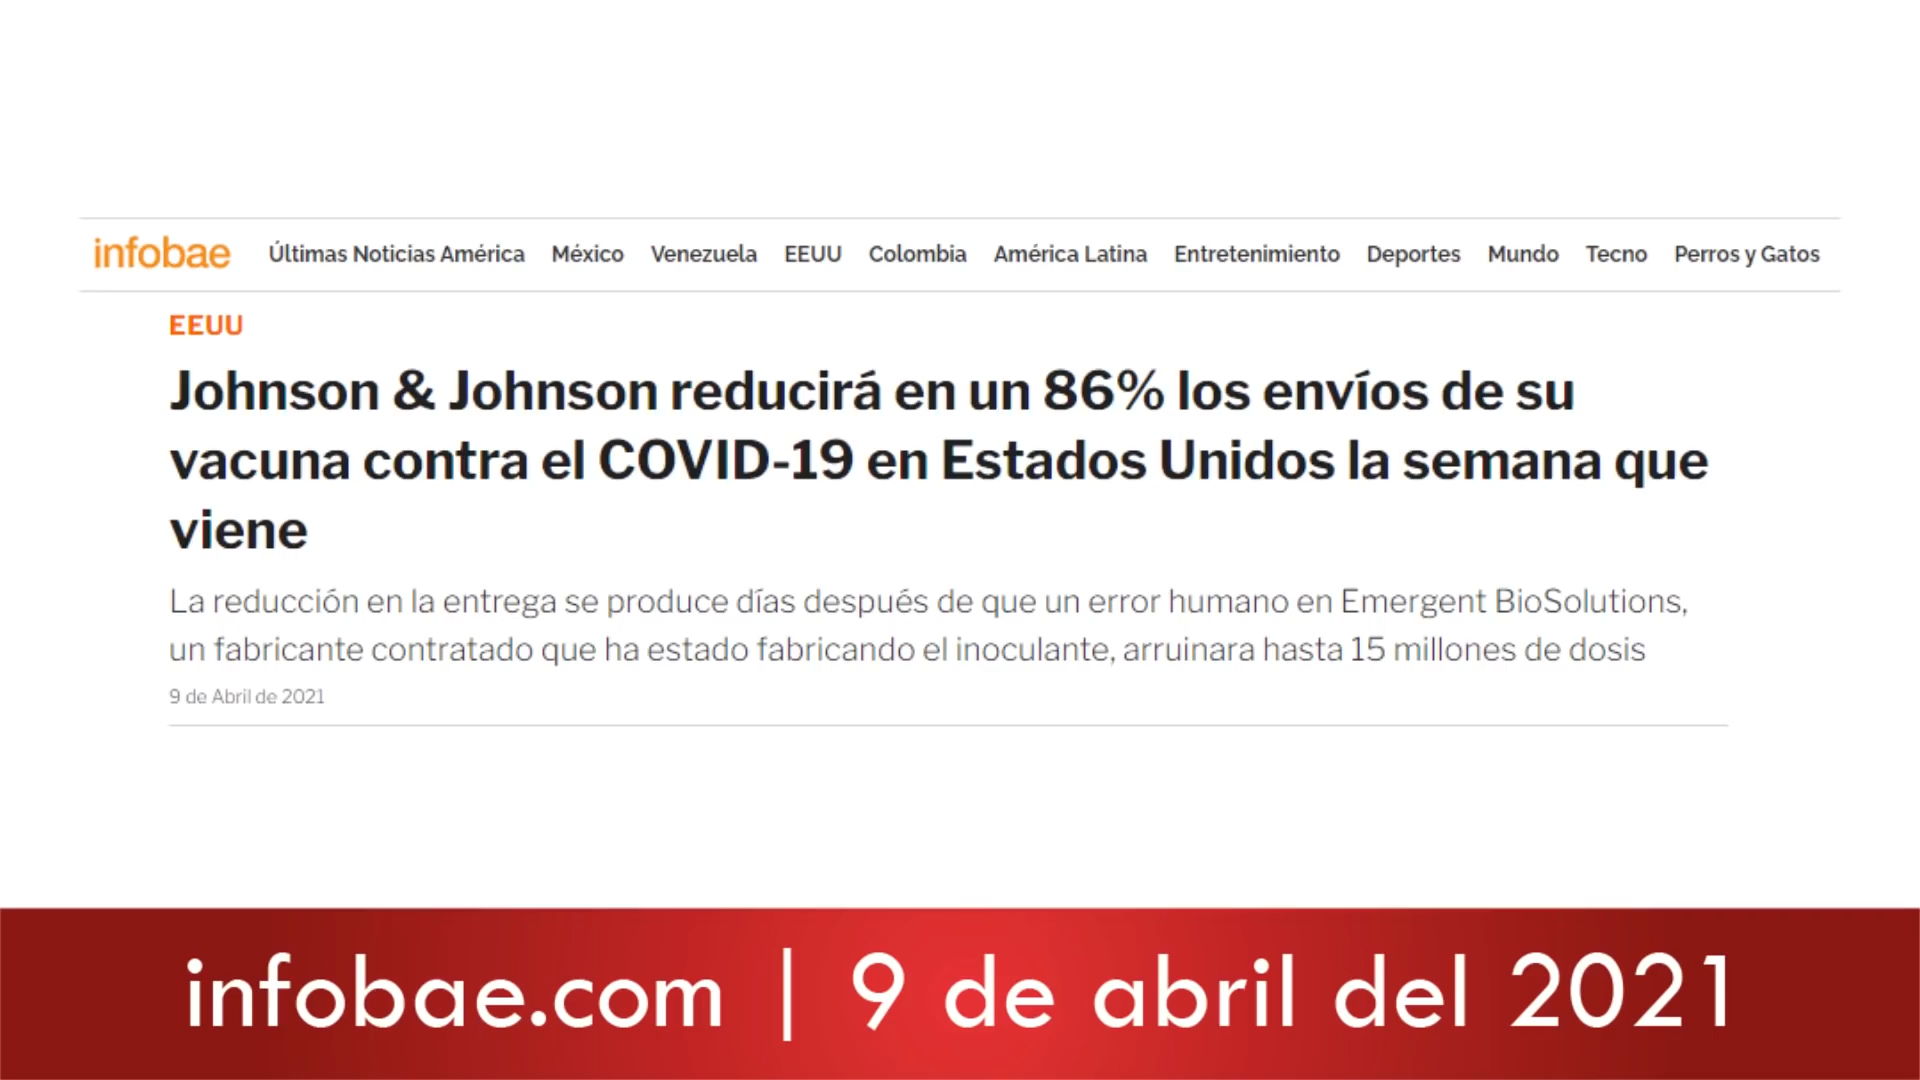 infobae Últimas Noticias América México Venezuela EEUU Colombia América Latina Entretenimiento Deportes Mundo Tecno Perros y Gatos
EEUU
Johnson & Johnson reducirá en un 86% los envíos de su
vacuna contra el COVID-19 en Estados Unidos la semana que
viene
La reducción en la entrega se produce días después de que un error humano en Emergent BioSolutions,
un fabricante contratado que ha estado fabricando el inoculante, arruinara hasta 15 millones de dosis
9 de Abril de 2021
infobae.com | 9 de abril del 2021